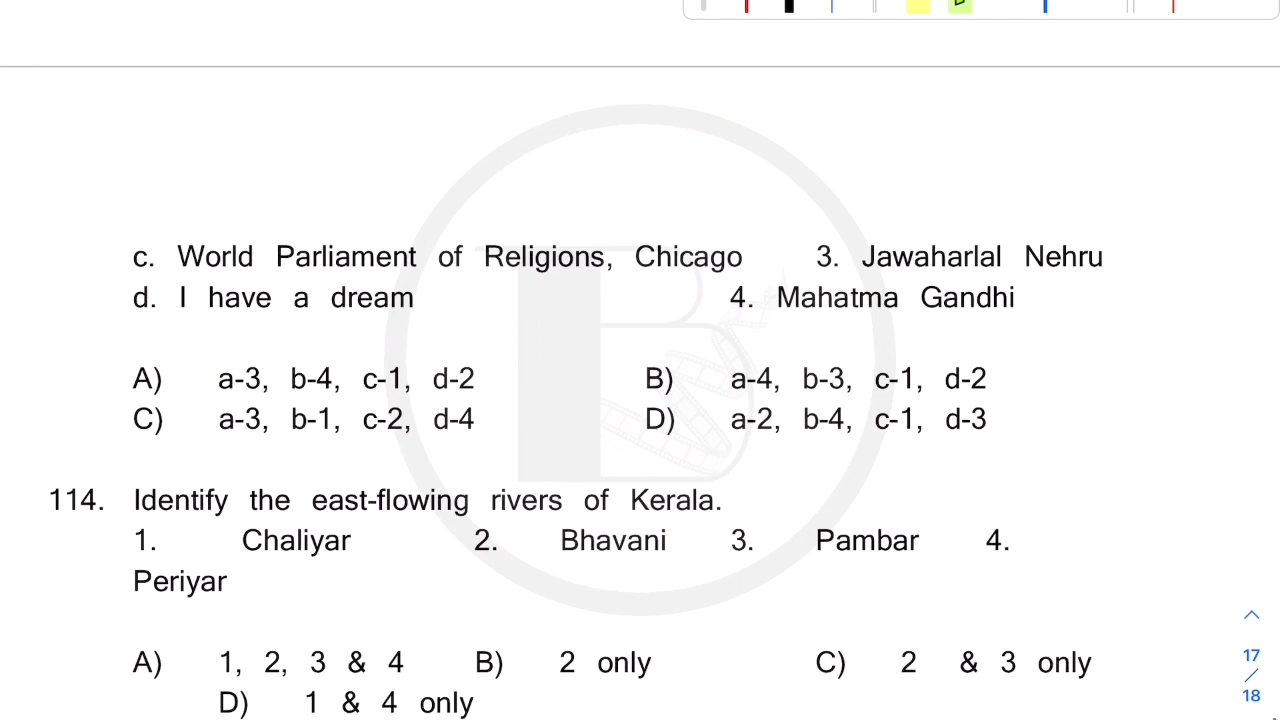 c. World Parliament of Religions, Chicago 3. Jawaharlal Nehru
d. I have a dream 4. Mahatma Gandhi
A) a-3, b-4, c-1, d-2 B) a-4, b-3, c-1, d-2
C) a-3, b-1, c-2, d-4 D) a-2, b-4, c-1, d-3
114. Identify the east-flowing rivers of Kerala.
1. Chaliyar 2. Bhavani 3. Pambar 4.
Periyar
A) 1, 2, 3 & 4 B) 2 only C) 2 & 3 only
D) 1 & 4 only
17
/
18